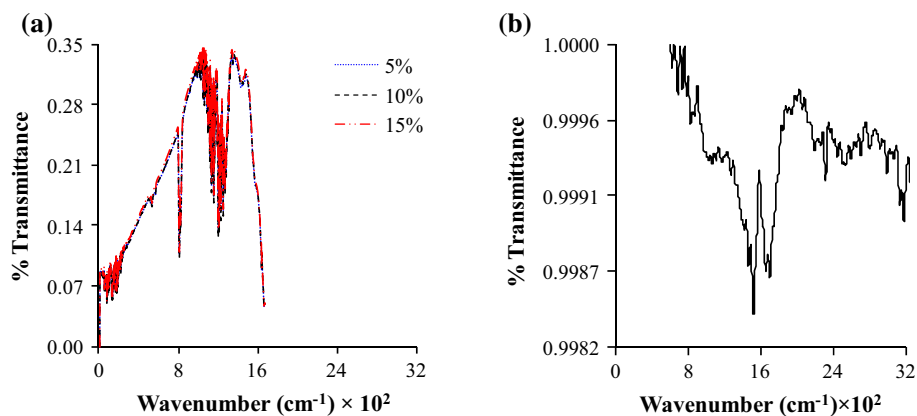 (a)
% Transmittance
0.35
0.28
0.21
0.14
0.07
0.00
0 8 16 24 32
Wavenumber (cm⁻¹) × 10²
5%
10%
15%
(b)
% Transmittance
1.0000
0.9996
0.9991
0.9987
0.9982
0 8 16 24 32
Wavenumber (cm⁻¹)×10²